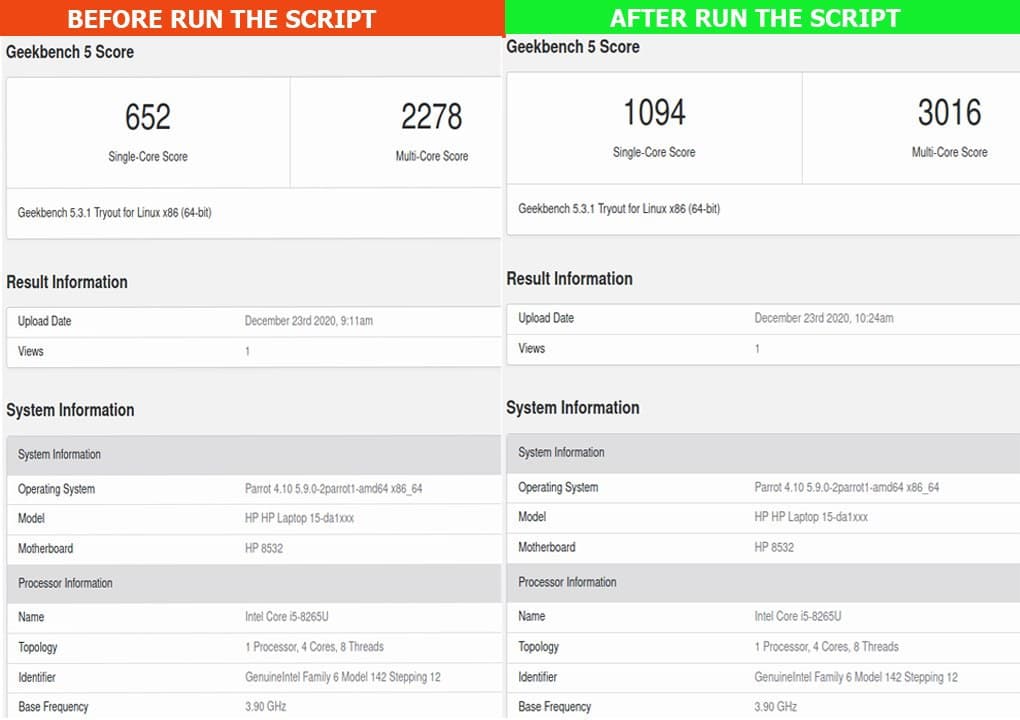 BEFORE RUN THE SCRIPT
Geekbench 5 Score
652
2278
Single-Core Score
Multi-Core Score
Geekbench 5.3.1 Tryout for Linux x86 (64-bit)
Result Information
Upload Date December 23rd 2020, 9:11am
Views 1
System Information
System Information
Operating System Parrot 4.10 5.9.0-2parrot1-amd64 x86_64
Model HP HP Laptop 15-da1xxx
Motherboard HP 8532
Processor Information
Name Intel Core i5-8265U
Topology 1 Processor, 4 Cores, 8 Threads
Identifier GenuineIntel Family 6 Model 142 Stepping 12
Base Frequency 3.90 GHz
AFTER RUN THE SCRIPT
Geekbench 5 Score
1094
3016
Single-Core Score
Multi-Core Score
Geekbench 5.3.1 Tryout for Linux x86 (64-bit)
Result Information
Upload Date December 23rd 2020, 10:24am
Views 1
System Information
System Information
Operating System Parrot 4.10 5.9.0-2parrot1-amd64 x86_64
Model HP HP Laptop 15-da1xxx
Motherboard HP 8532
Processor Information
Name Intel Core i5-8265U
Topology 1 Processor, 4 Cores, 8 Threads
Identifier GenuineIntel Family 6 Model 142 Stepping 12
Base Frequency 3.90 GHz